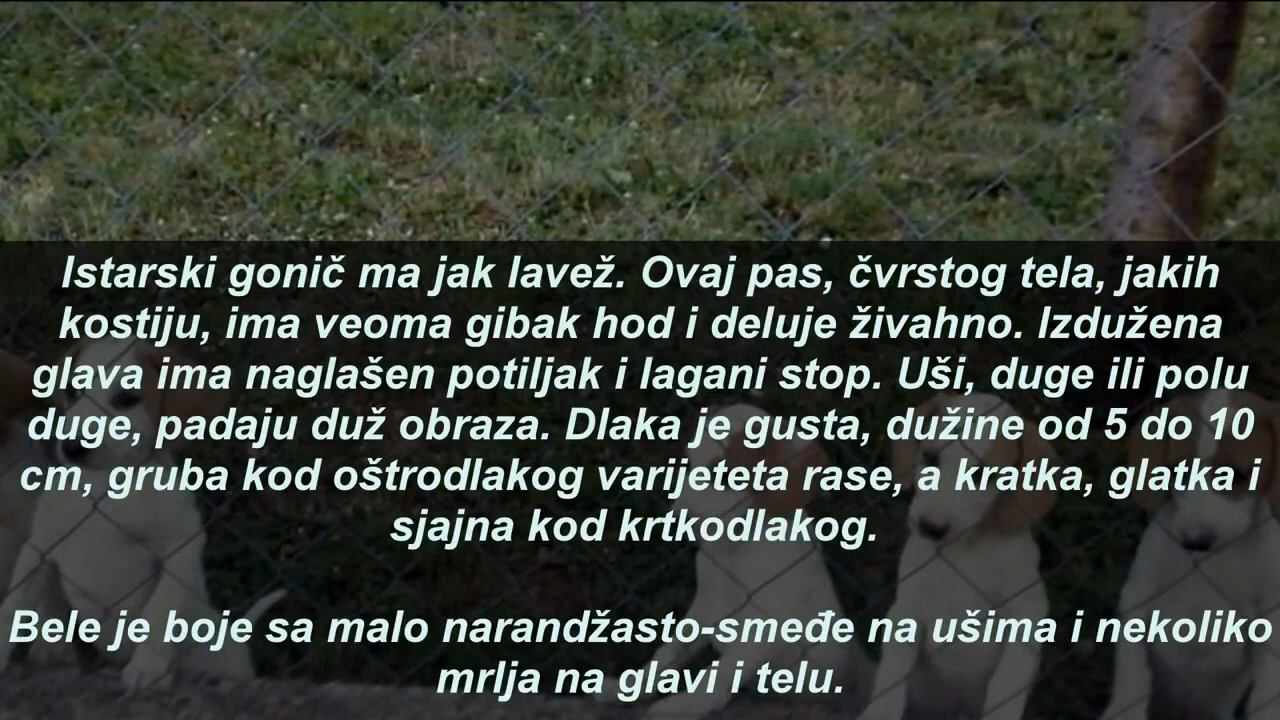 Istarski gonič ma jak lavež. Ovaj pas, čvrstog tela, jakih
kostiju, ima veoma gibak hod i deluje živahno. Izdužena
glava ima naglašen potiljak i lagani stop. Uši, duge ili polu
duge, padaju duž obraza. Dlaka je gusta, dužine od 5 do 10
cm, gruba kod oštrodlakog varijeteta rase, a kratka, glatka i
sjajna kod krtkodlakog.
Bele je boje sa malo narandžasto-smeđe na ušima i nekoliko
mrlja na glavi i telu.